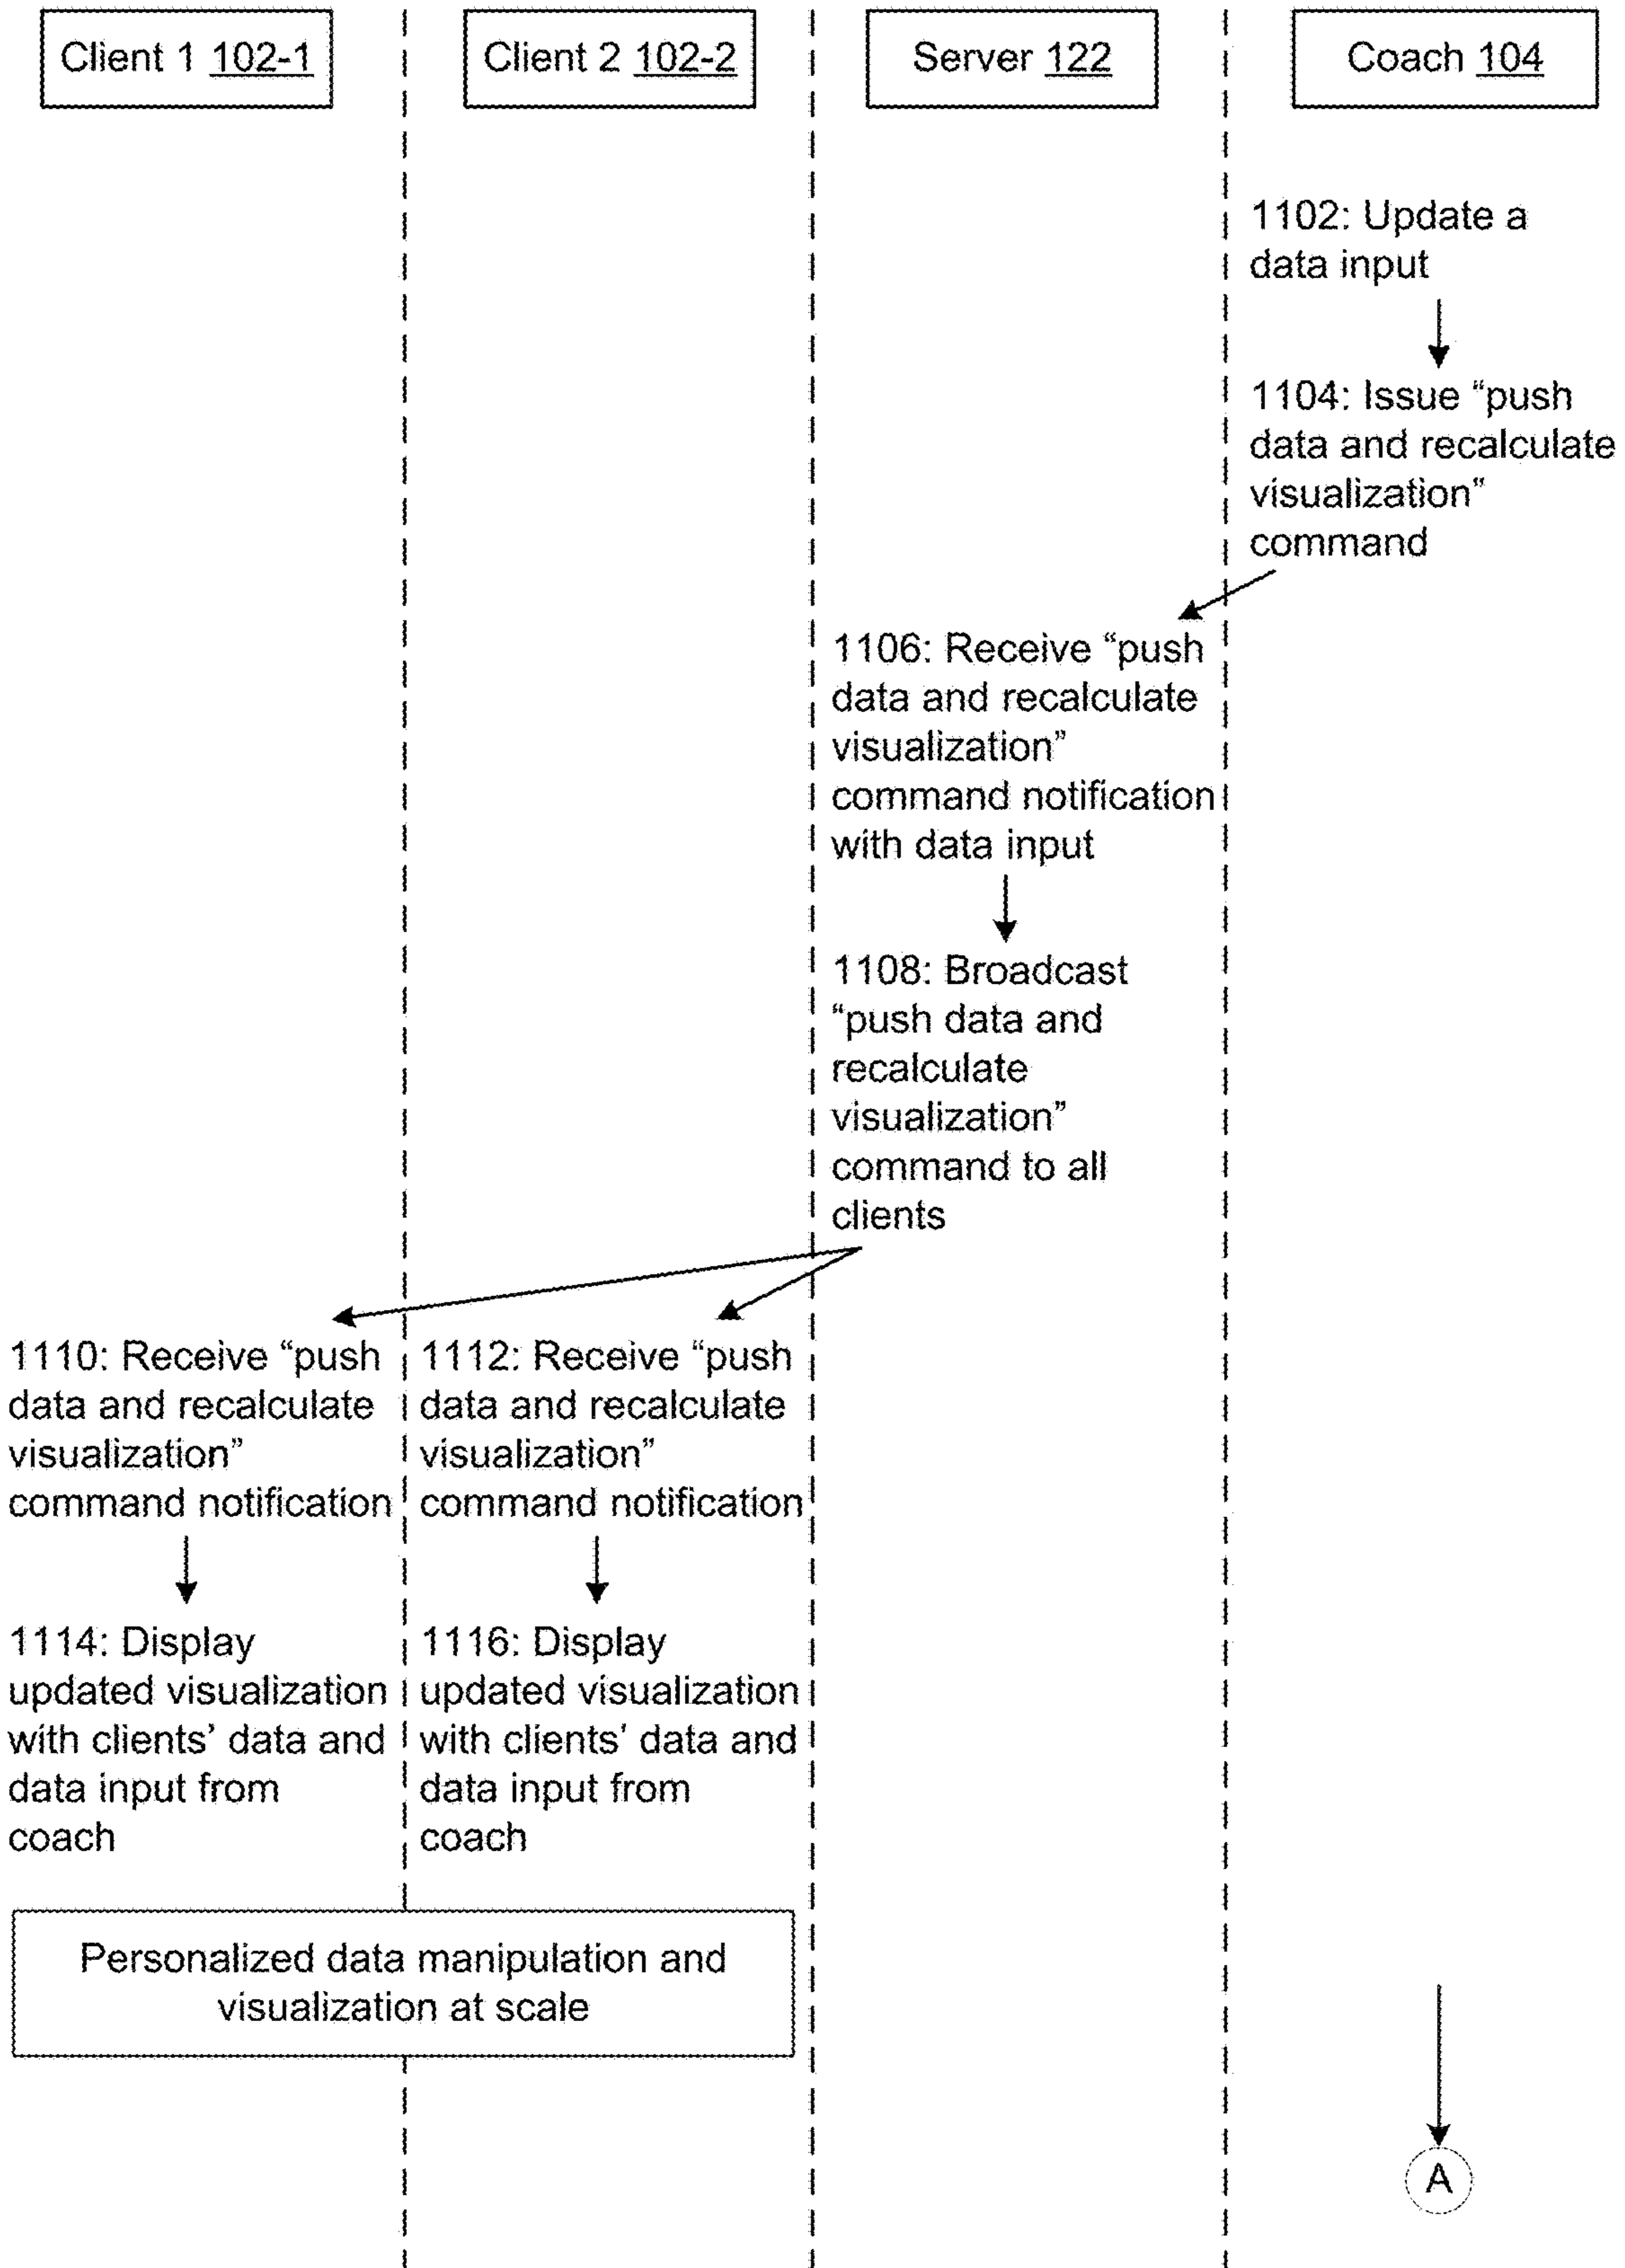 Client 1 102-1
Client 2 102-2
Server 122
Coach 104
1102: Update a
data input
1104: Issue “push
data and recalculate
visualization”
command
1106: Receive “push
data and recalculate
visualization”
command notification
with data input
1108: Broadcast
“push data and
recalculate
visualization”
command to all
clients
1110: Receive “push
data and recalculate
visualization”
command notification
1112: Receive “push
data and recalculate
visualization”
command notification
1114: Display
updated visualization
with clients’ data and
data input from
coach
1116: Display
updated visualization
with clients’ data and
data input from
coach
Personalized data manipulation and
visualization at scale
A